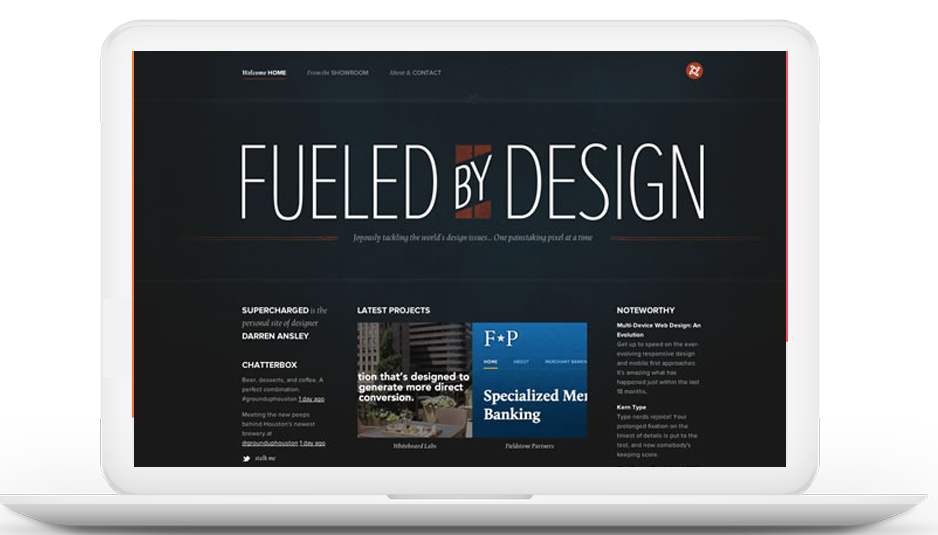 Welcome HOME
From the SHOWROOM
About & CONTACT
FUELED BY DESIGN
Joyously tackling the world's design issues... One painstaking pixel at a time
SUPERCHARGED is the
personal site of designer
DARREN ANSLEY.
CHATTERBOX
Beer, desserts, and coffee. A
perfect combination.
#grounduphouston 1 day ago
Meeting the new peeps
behind Houston's newest
brewery at
@grounduphouston 1 day ago
stalk me
LATEST PROJECTS
tion that's designed to
generate more direct
conversion.
Whiteboard Labs
F★P
HOME
ABOUT
MERCHANT BANKIN
Specialized Mer
Banking
Fieldstone Partners
NOTEWORTHY
Multi-Device Web Design: An
Evolution
Get up to speed on the ever-
evolving responsive design
and mobile first approaches.
It's amazing what has
happened just within the last
18 months.
Kern Type
Type nerds rejoice! Your
prolonged fixation on the
tiniest of details is put to the
test, and now somebody's
keeping score.